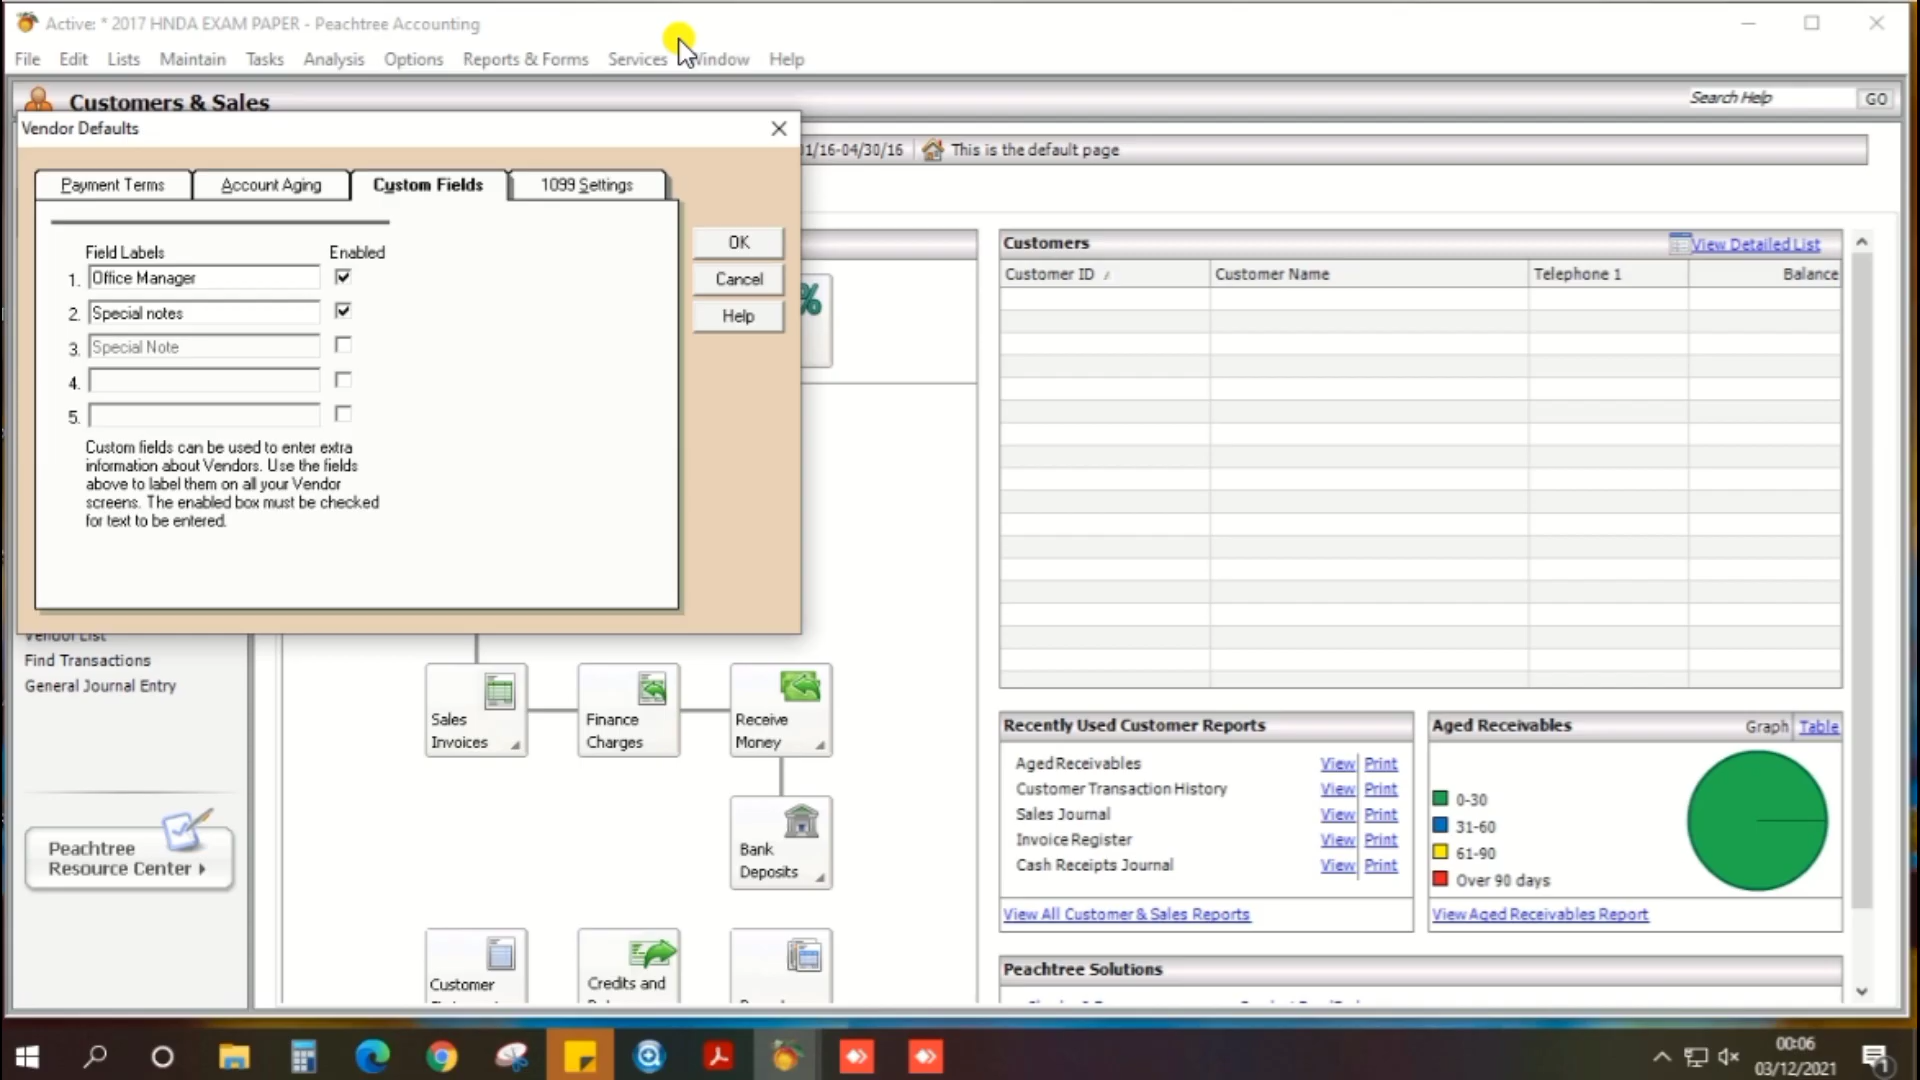 Active: * 2017 HNDA EXAM PAPER - Peachtree Accounting
File Edit Lists Maintain Tasks Analysis Options Reports & Forms Services Window Help
Customers & Sales
Search Help GO
Vendor Defaults
1/16-04/30/16 This is the default page
Payment Terms Account Aging Custom Fields 1099 Settings
Field Labels Enabled
1. Office Manager
2. Special notes
3. Special Note
4.
5.
Custom fields can be used to enter extra
information about Vendors. Use the fields
above to label them on all your Vendor
screens. The enabled box must be checked
for text to be entered.
OK
Cancel
Help
%
Customers View Detailed List
Customer ID / Customer Name Telephone 1 Balance
Vendor List
Find Transactions
General Journal Entry
Peachtree
Resource Center
Sales
Invoices
Finance
Charges
Receive
Money
Bank
Deposits
Customer
Credits and
Recently Used Customer Reports
Aged Receivables View Print
Customer Transaction History View Print
Sales Journal View Print
Invoice Register View Print
Cash Receipts Journal View Print
View All Customer & Sales Reports
Aged Receivables Graph Table
0-30
31-60
61-90
Over 90 days
View Aged Receivables Report
Peachtree Solutions
00:06
03/12/2021
1